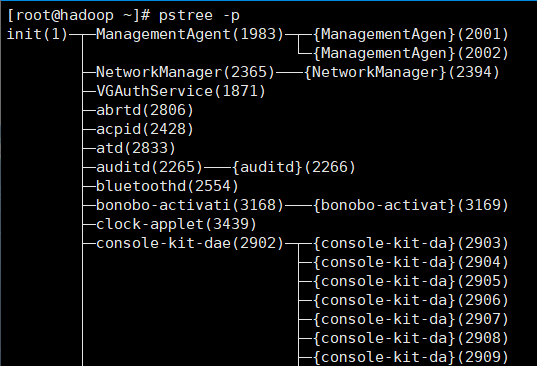 [root@hadoop ~]# pstree -p
init(1)─┬─ManagementAgent(1983)─┬─{ManagementAgen}(2001)
        │                       └─{ManagementAgen}(2002)
        ├─NetworkManager(2365)───{NetworkManager}(2394)
        ├─VGAuthService(1871)
        ├─abrtd(2806)
        ├─acpid(2428)
        ├─atd(2833)
        ├─auditd(2265)───{auditd}(2266)
        ├─bluetoothd(2554)
        ├─bonobo-activati(3168)───{bonobo-activat}(3169)
        ├─clock-applet(3439)
        ├─console-kit-dae(2902)─┬─{console-kit-da}(2903)
        │                       ├─{console-kit-da}(2904)
        │                       ├─{console-kit-da}(2905)
        │                       ├─{console-kit-da}(2906)
        │                       ├─{console-kit-da}(2907)
        │                       ├─{console-kit-da}(2908)
        │                       ├─{console-kit-da}(2909)